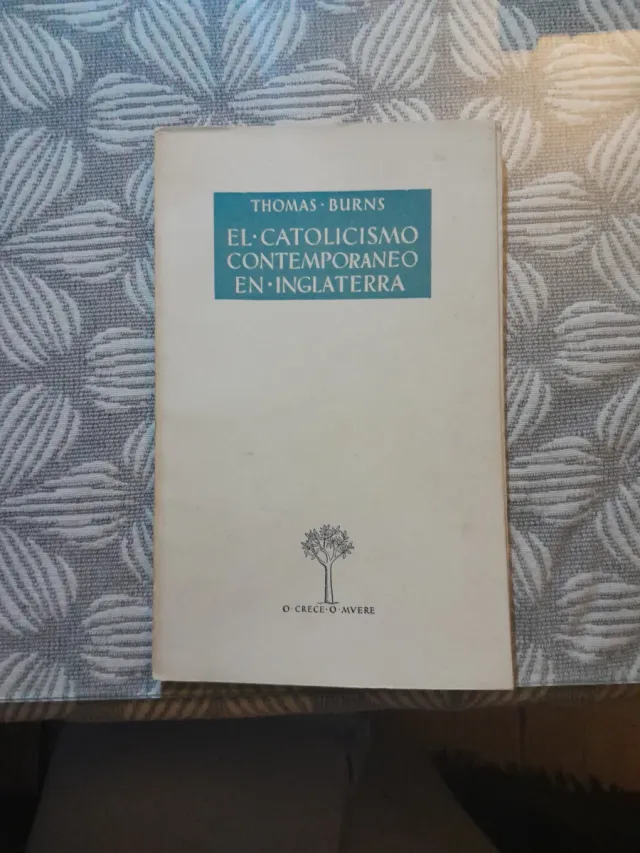 THOMAS · BURNS
EL · CATOLICISMO
CONTEMPORANEO
EN · INGLATERRA
O · CRECE · O · MVERE